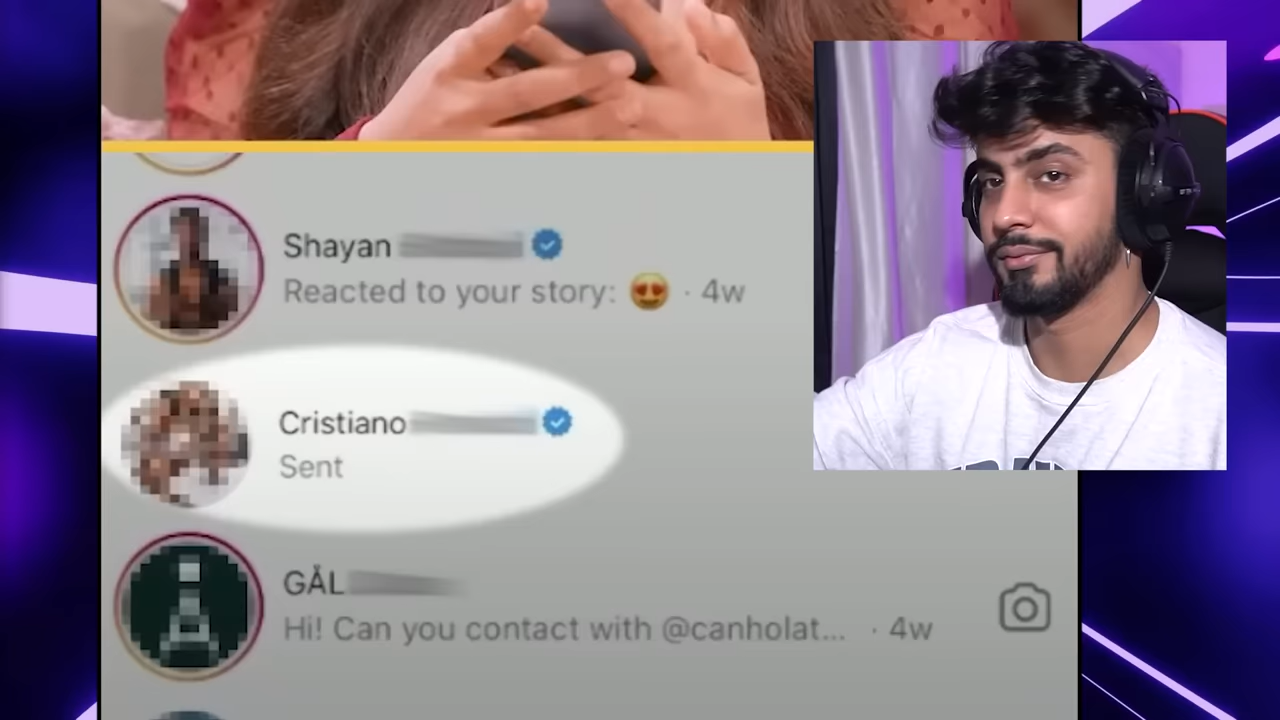 Shayan
Reacted to your story: 😍 · 4w
Cristiano
Sent
GÅL
Hi! Can you contact with @canholat... · 4w